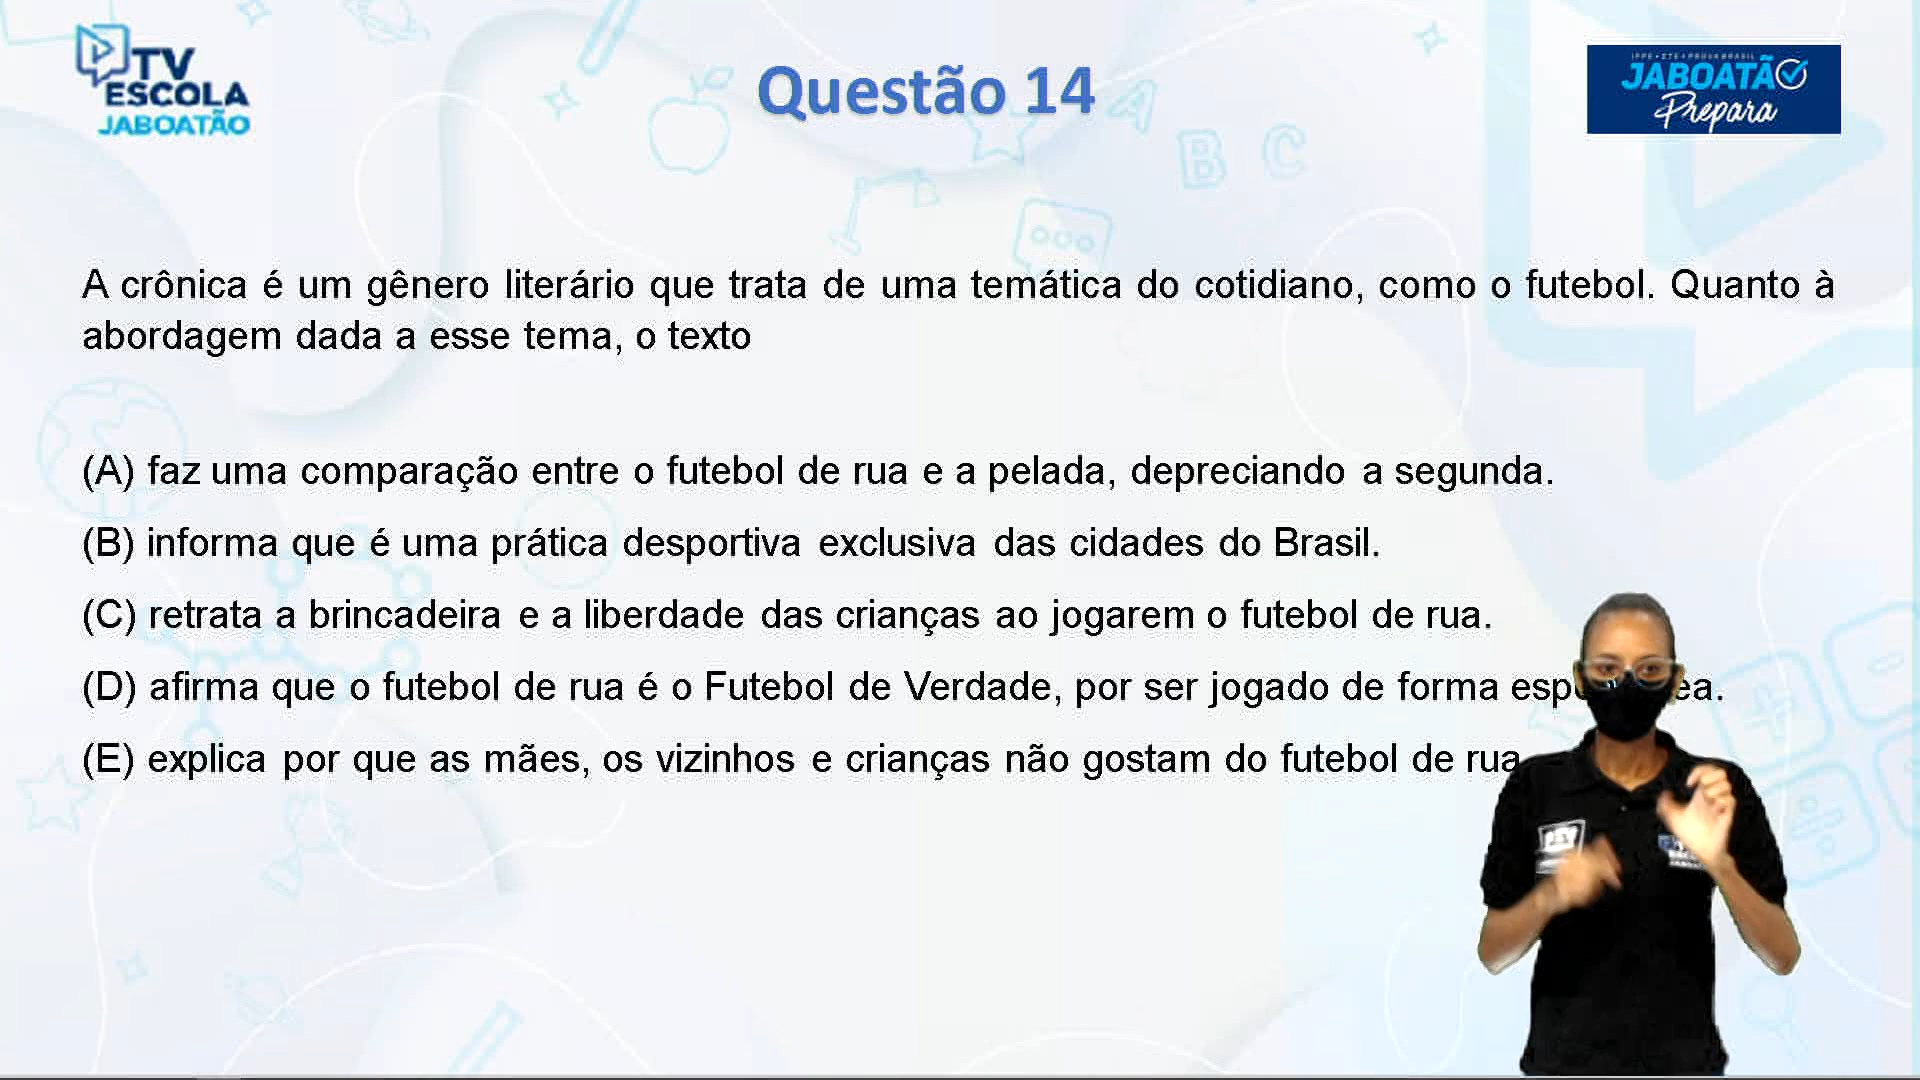 TV
ESCOLA
JABOATÃO
Questão 14
IFPE • ETE • PROVA BRASIL
JABOATÃO
Prepara
A B C
A crônica é um gênero literário que trata de uma temática do cotidiano, como o futebol. Quanto à
abordagem dada a esse tema, o texto
(A) faz uma comparação entre o futebol de rua e a pelada, depreciando a segunda.
(B) informa que é uma prática desportiva exclusiva das cidades do Brasil.
(C) retrata a brincadeira e a liberdade das crianças ao jogarem o futebol de rua.
(D) afirma que o futebol de rua é o Futebol de Verdade, por ser jogado de forma
(E) explica por que as mães, os vizinhos e crianças não gostam do futebol de rua